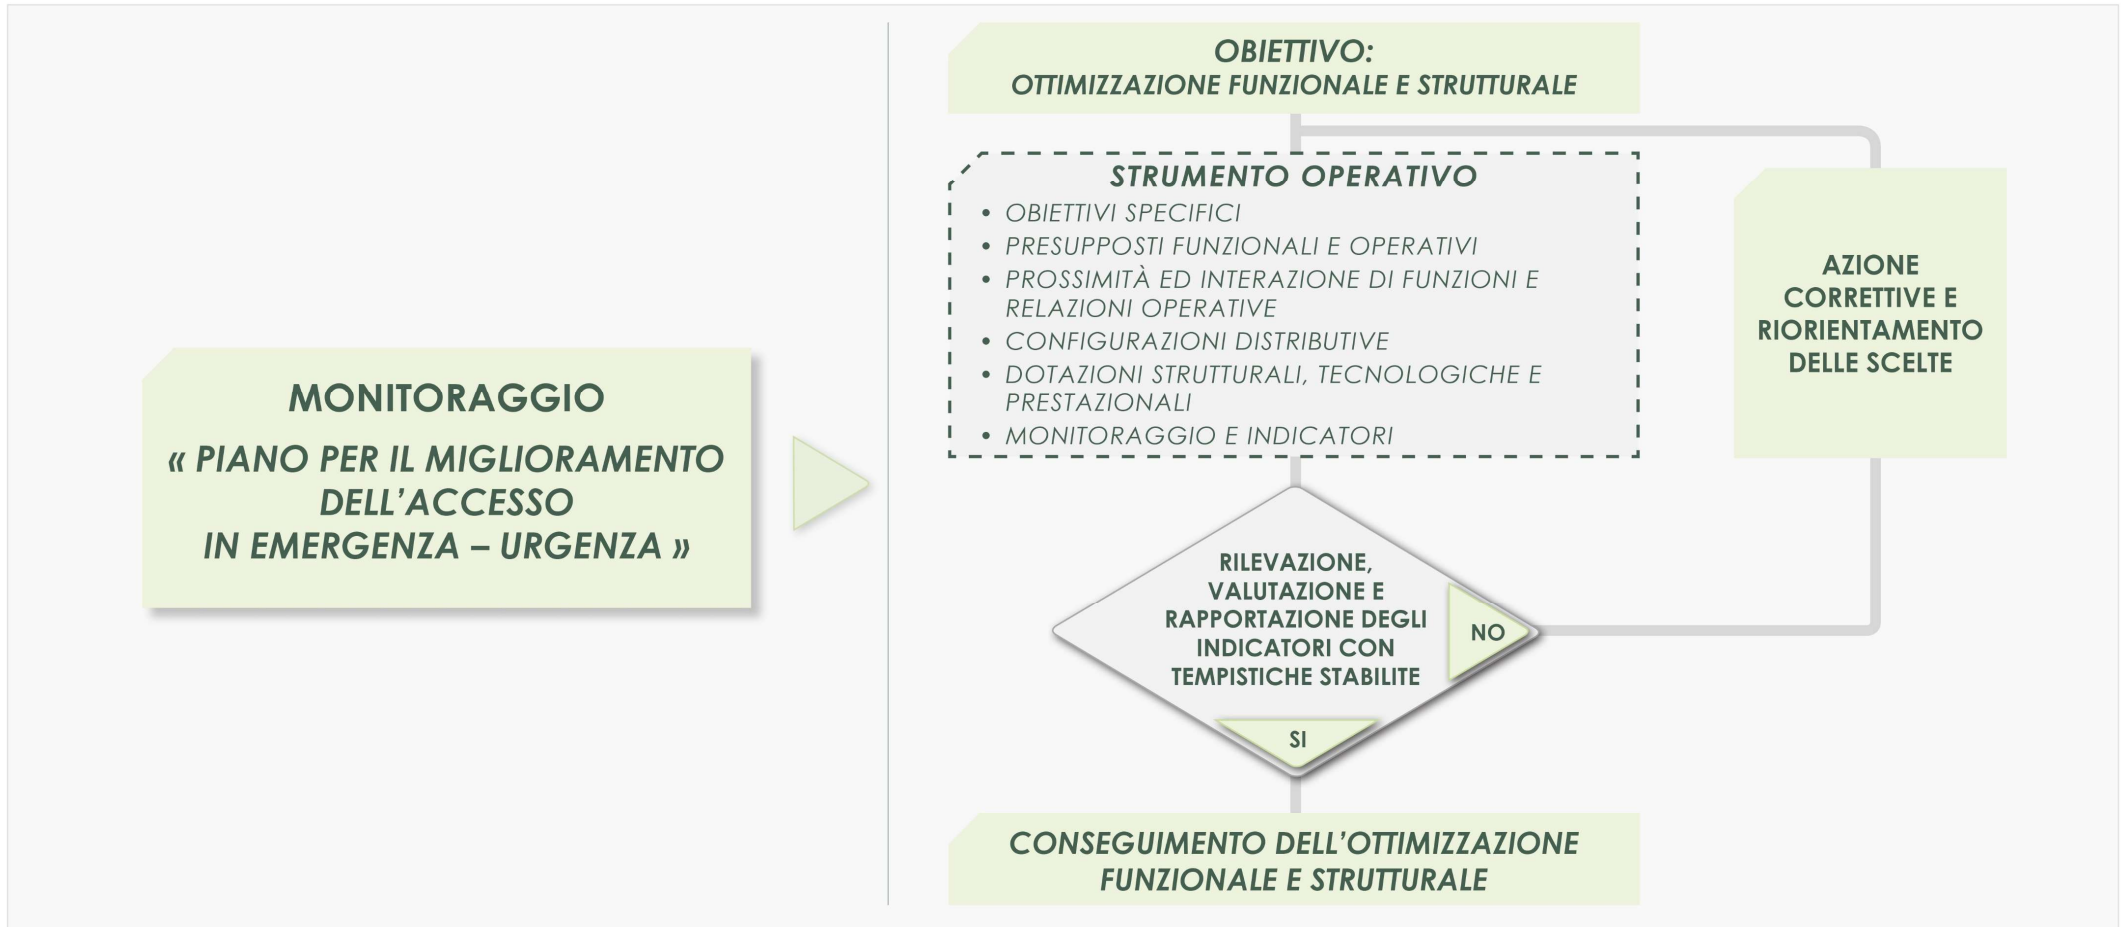 MONITORAGGIO
« PIANO PER IL MIGLIORAMENTO
DELL’ACCESSO
IN EMERGENZA – URGENZA »
OBIETTIVO:
OTTIMIZZAZIONE FUNZIONALE E STRUTTURALE
STRUMENTO OPERATIVO
• OBIETTIVI SPECIFICI
• PRESUPPOSTI FUNZIONALI E OPERATIVI
• PROSSIMITÀ ED INTERAZIONE DI FUNZIONI E
RELAZIONI OPERATIVE
• CONFIGURAZIONI DISTRIBUTIVE
• DOTAZIONI STRUTTURALI, TECNOLOGICHE E
PRESTAZIONALI
• MONITORAGGIO E INDICATORI
AZIONE
CORRETTIVE E
RIORIENTAMENTO
DELLE SCELTE
RILEVAZIONE,
VALUTAZIONE E
RAPPORTAZIONE DEGLI
INDICATORI CON
TEMPISTICHE STABILITE
NO
SI
CONSEGUIMENTO DELL’OTTIMIZZAZIONE
FUNZIONALE E STRUTTURALE